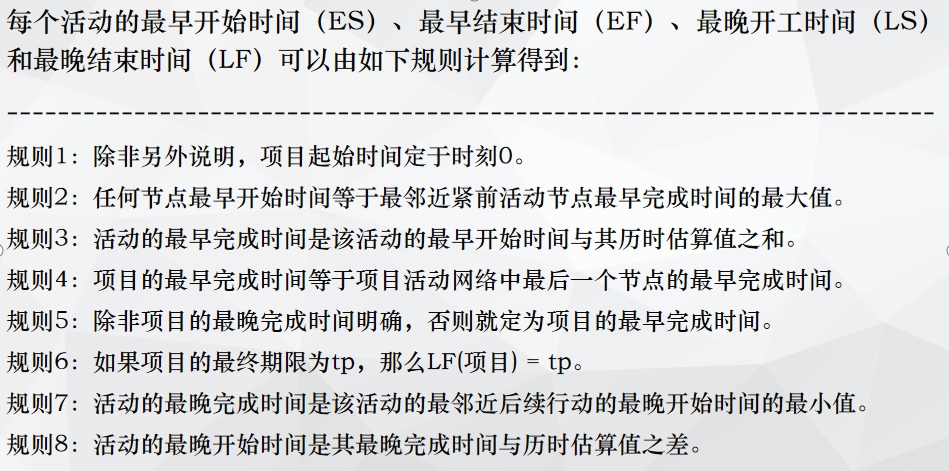 每个活动的最早开始时间（ES）、最早结束时间（EF）、最晚开工时间（LS）
和最晚结束时间（LF）可以由如下规则计算得到：
--------------------------------------------------------------------------
规则1：除非另外说明，项目起始时间定于时刻0。
规则2：任何节点最早开始时间等于最邻近紧前活动节点最早完成时间的最大值。
规则3：活动的最早完成时间是该活动的最早开始时间与其历时估算值之和。
规则4：项目的最早完成时间等于项目活动网络中最后一个节点的最早完成时间。
规则5：除非项目的最晚完成时间明确，否则就定为项目的最早完成时间。
规则6：如果项目的最终期限为tp，那么LF(项目) = tp。
规则7：活动的最晚完成时间是该活动的最邻近后续行动的最晚开始时间的最小值。
规则8：活动的最晚开始时间是其最晚完成时间与历时估算值之差。